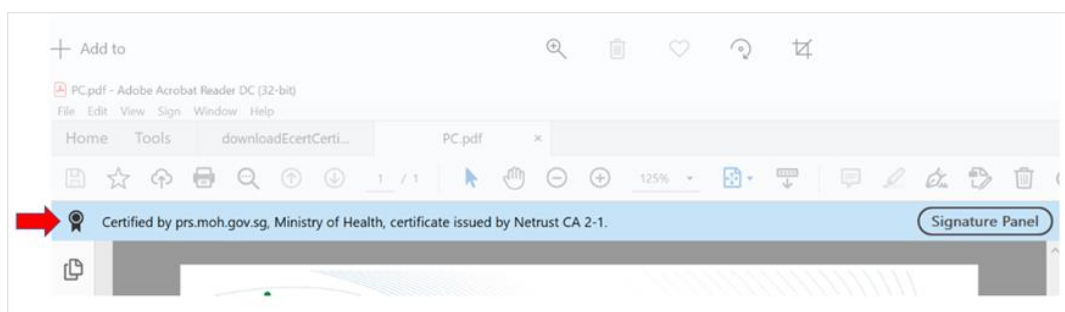 Add to
PC.pdf - Adobe Acrobat Reader DC (32-bit)
File Edit View Sign Window Help
Home Tools downloadEcertCerti... PC.pdf ×
1 / 1 125%
Certified by prs.moh.gov.sg, Ministry of Health, certificate issued by Netrust CA 2-1. Signature Panel